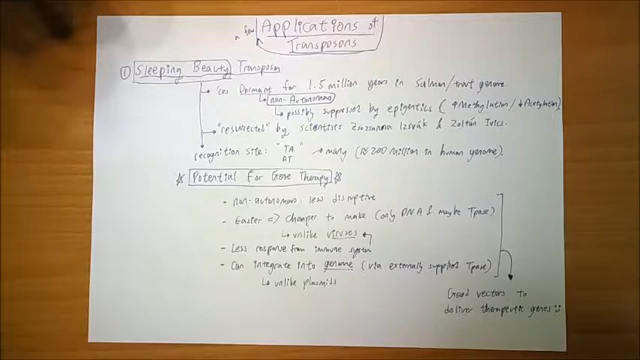 a few Applications of
Transposons
① Sleeping Beauty Transposon
'cos Dormant for 1.5 million years in Salmon/trout genome.
non-Autonomous
possibly suppressed by epigentics (↑Methylation/↓Acetylation)
"resurrected" by scientists Zsuzsanna Izsvák & Zoltán Ivics.
recognition site: "TA → many (≈200 million in human genome).
AT"
Potential For Gene Therapy
- non-autonomous: less disruptive
- Easier => cheaper to make (only DNA & maybe Tpase)
unlike viruses
- Less response from immune system
- Can integrate into genome (via externally supplied Tpase)
unlike plasmids
Good vectors to
deliver therapeutic genes